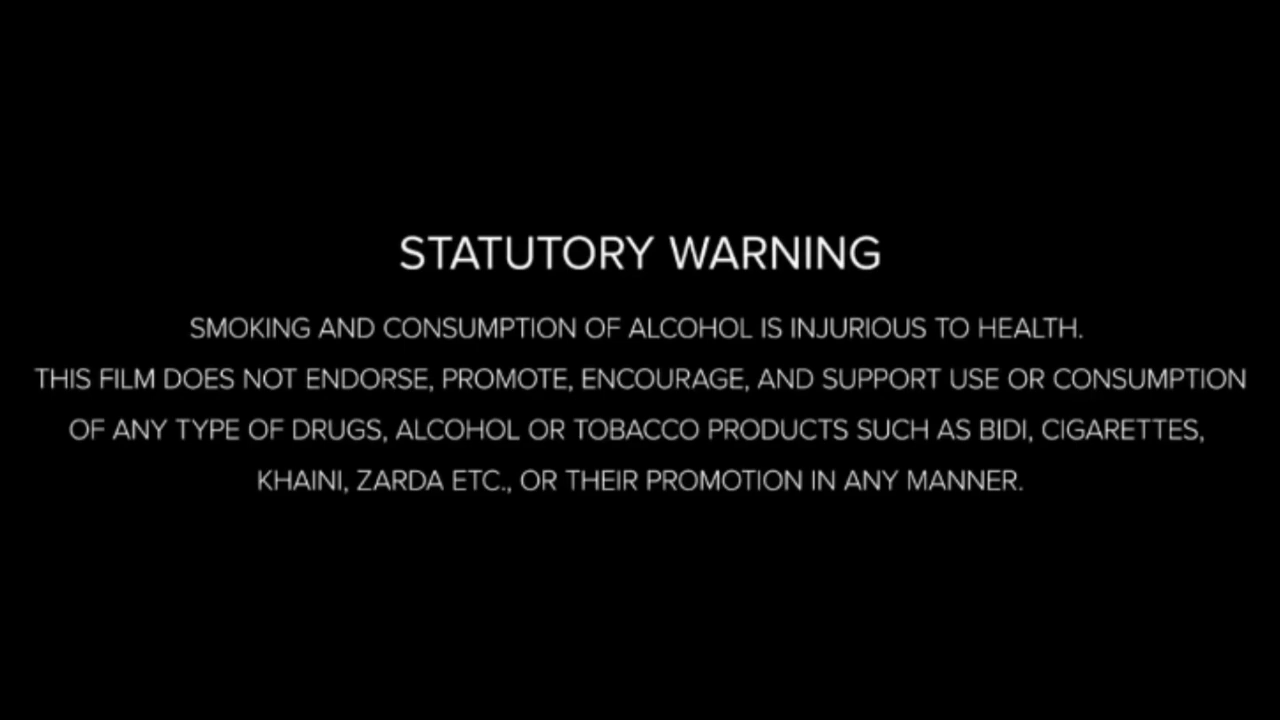 STATUTORY WARNING
SMOKING AND CONSUMPTION OF ALCOHOL IS INJURIOUS TO HEALTH.
THIS FILM DOES NOT ENDORSE, PROMOTE, ENCOURAGE, AND SUPPORT USE OR CONSUMPTION
OF ANY TYPE OF DRUGS, ALCOHOL OR TOBACCO PRODUCTS SUCH AS BIDI, CIGARETTES,
KHAINI, ZARDA ETC., OR THEIR PROMOTION IN ANY MANNER.